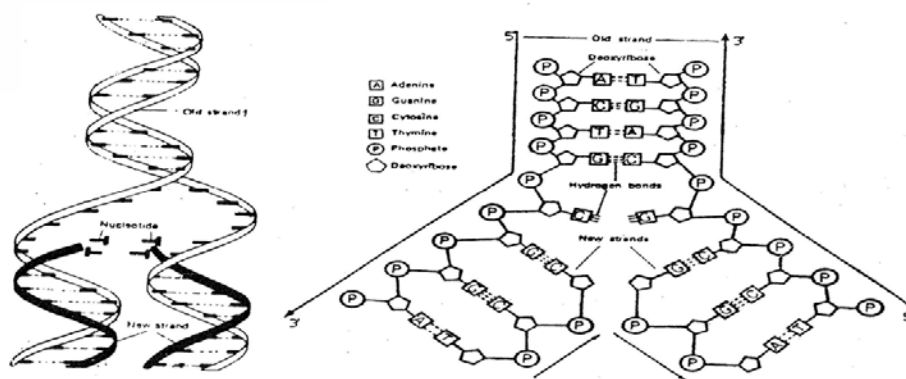 Old strand
Nucleotide
New strand
A Adenine
G Guanine
C Cytosine
T Thymine
P Phosphate
Deoxyribose
5'
Old strand
3'
Deoxyribose
P
P
A
T
P
P
C
G
P
P
T
A
P
P
G
C
P
Hydrogen bonds
P
P
C
G
P
New strands
P
G
C
G
C
P
P
P
G
C
P
P
P
G
C
P
A
T
P
P
A
T
3'
P
P
5'